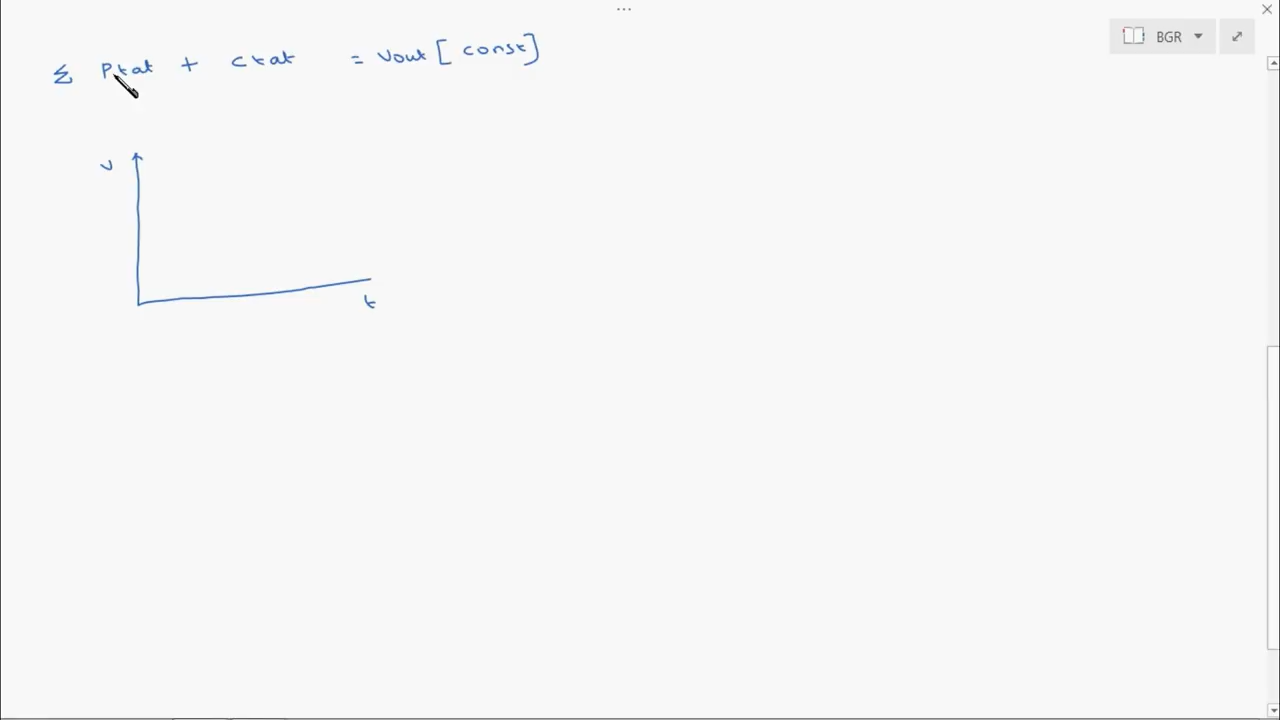 Σ Ptat + Ctat = Vout [ const ]
BGR
V
t